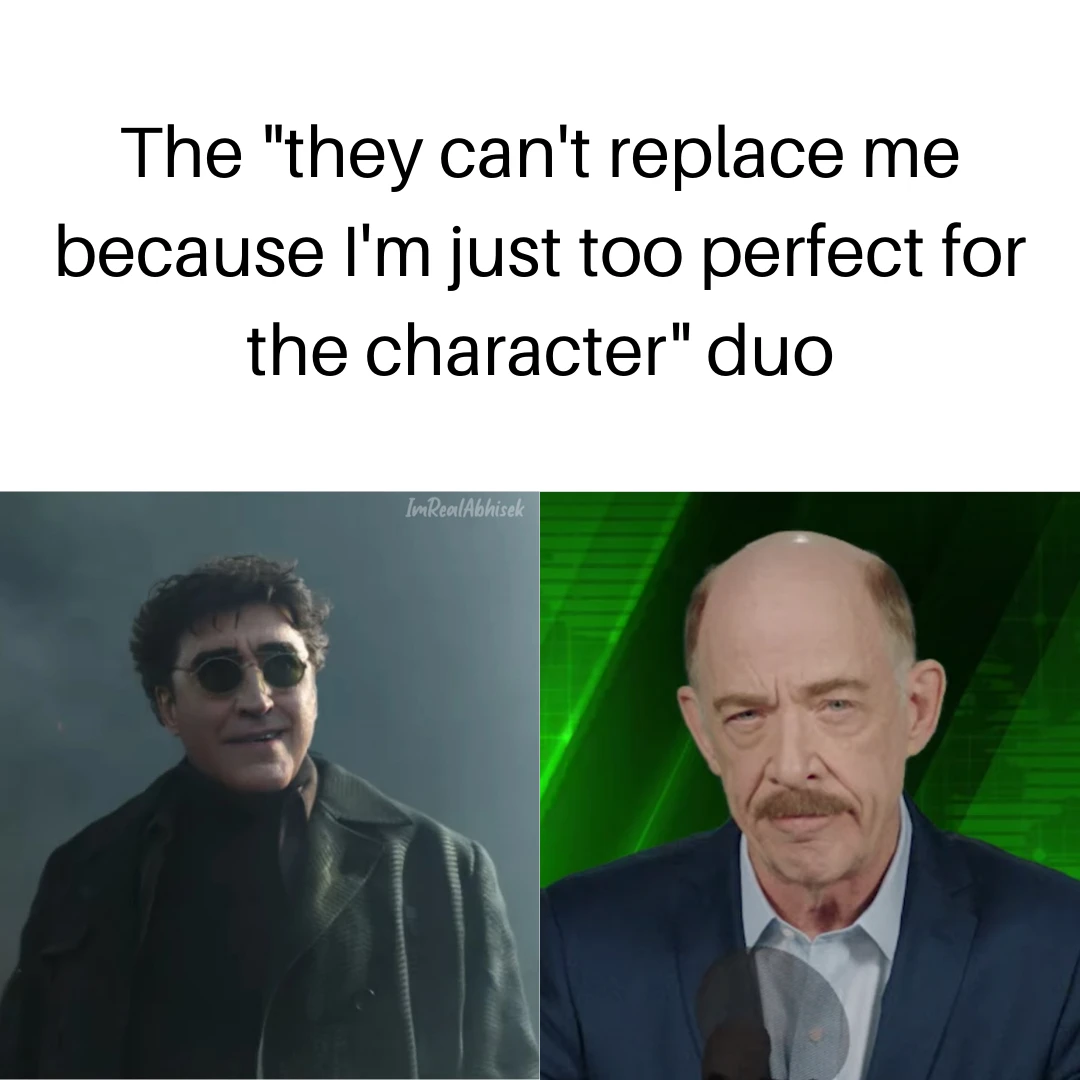 The "they can't replace me
because I'm just too perfect for
the character" duo
ImRealAbhisek